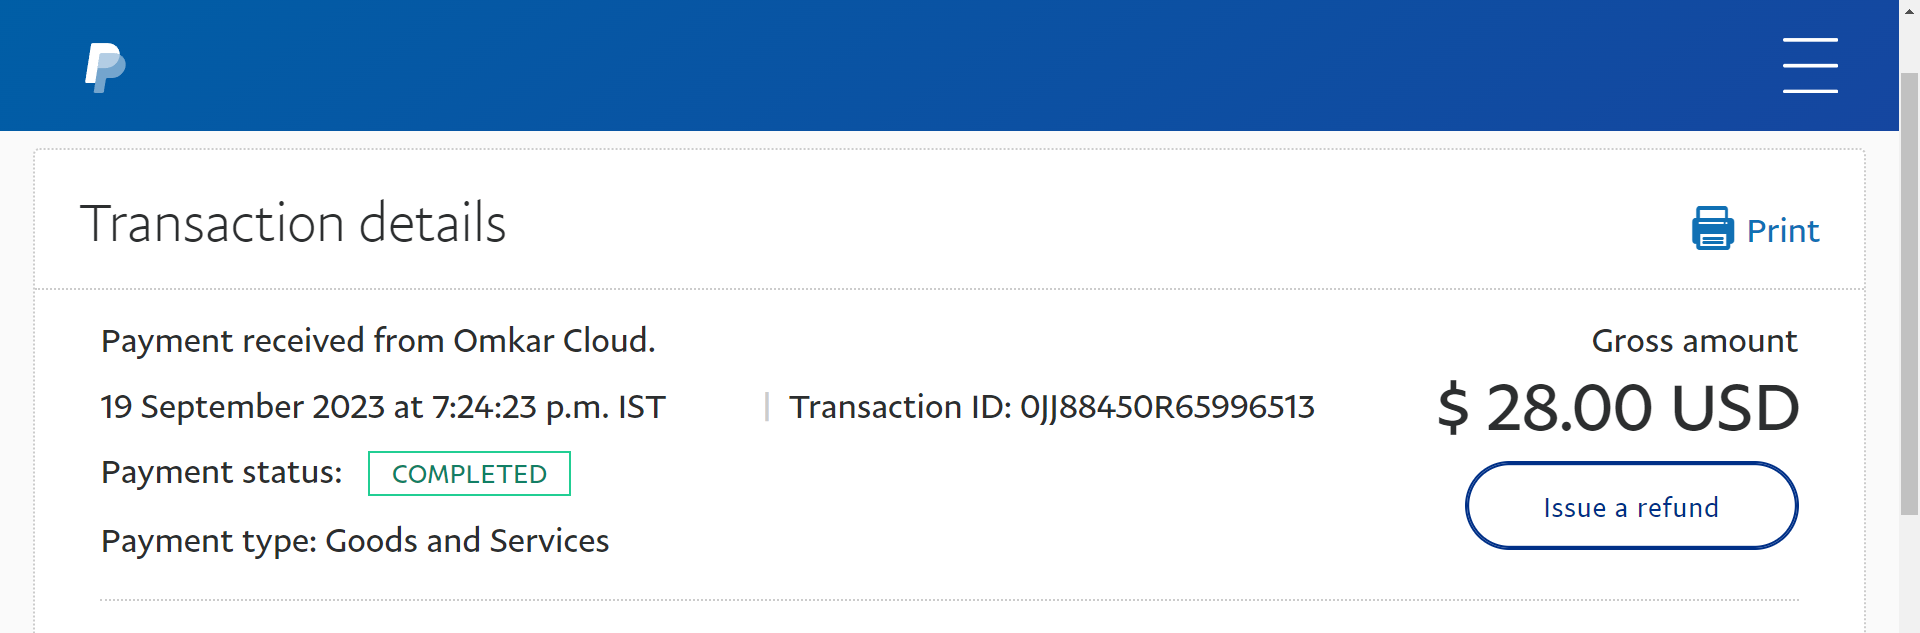 Transaction details
Print
Payment received from Omkar Cloud.
Gross amount
19 September 2023 at 7:24:23 p.m. IST | Transaction ID: 0JJ88450R65996513
$ 28.00 USD
Payment status: COMPLETED
Issue a refund
Payment type: Goods and Services